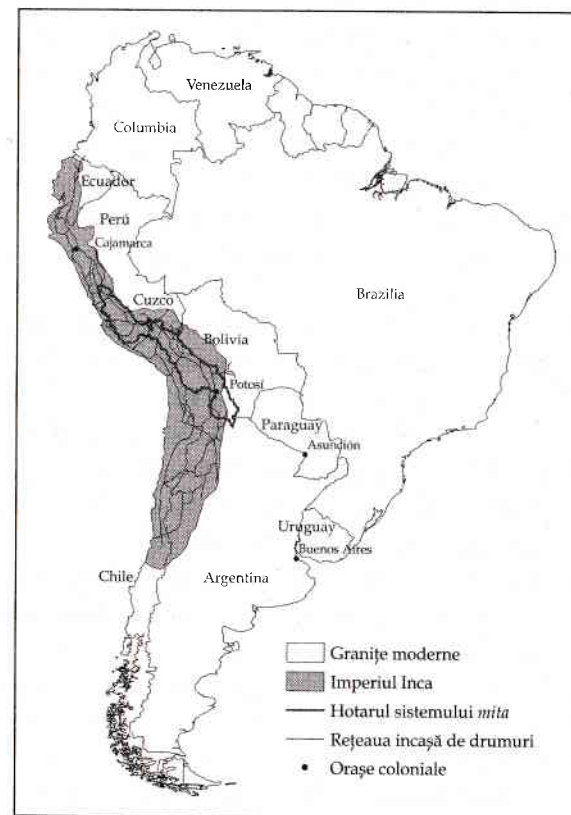 Venezuela
Columbia
Ecuador
Perú
Cajamarca
Brazilia
Cuzco
Bolivia
Potosí
Paraguay
Asundión
Uruguay
Buenos Aires
Chile
Argentina
Granițe moderne
Imperiul Inca
Hotarul sistemului mita
Rețeaua incașă de drumuri
Orașe coloniale